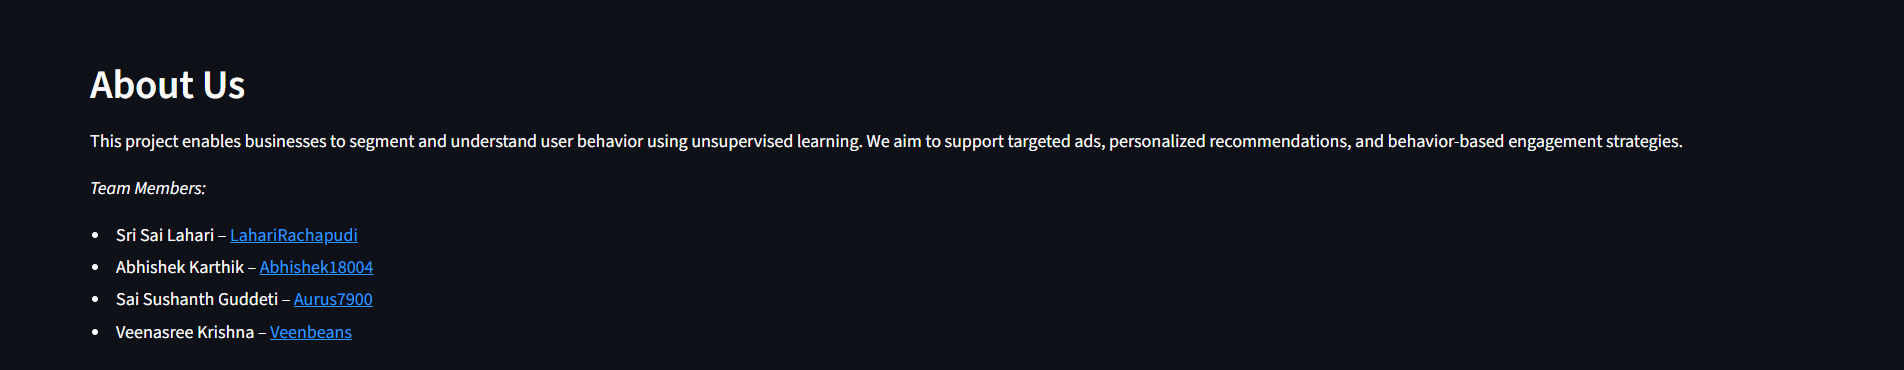 About Us
This project enables businesses to segment and understand user behavior using unsupervised learning. We aim to support targeted ads, personalized recommendations, and behavior-based engagement strategies.
Team Members:
• Sri Sai Lahari – LahariRachapudi
• Abhishek Karthik – Abhishek18004
• Sai Sushanth Guddeti – Aurus7900
• Veenasree Krishna – Veenbeans